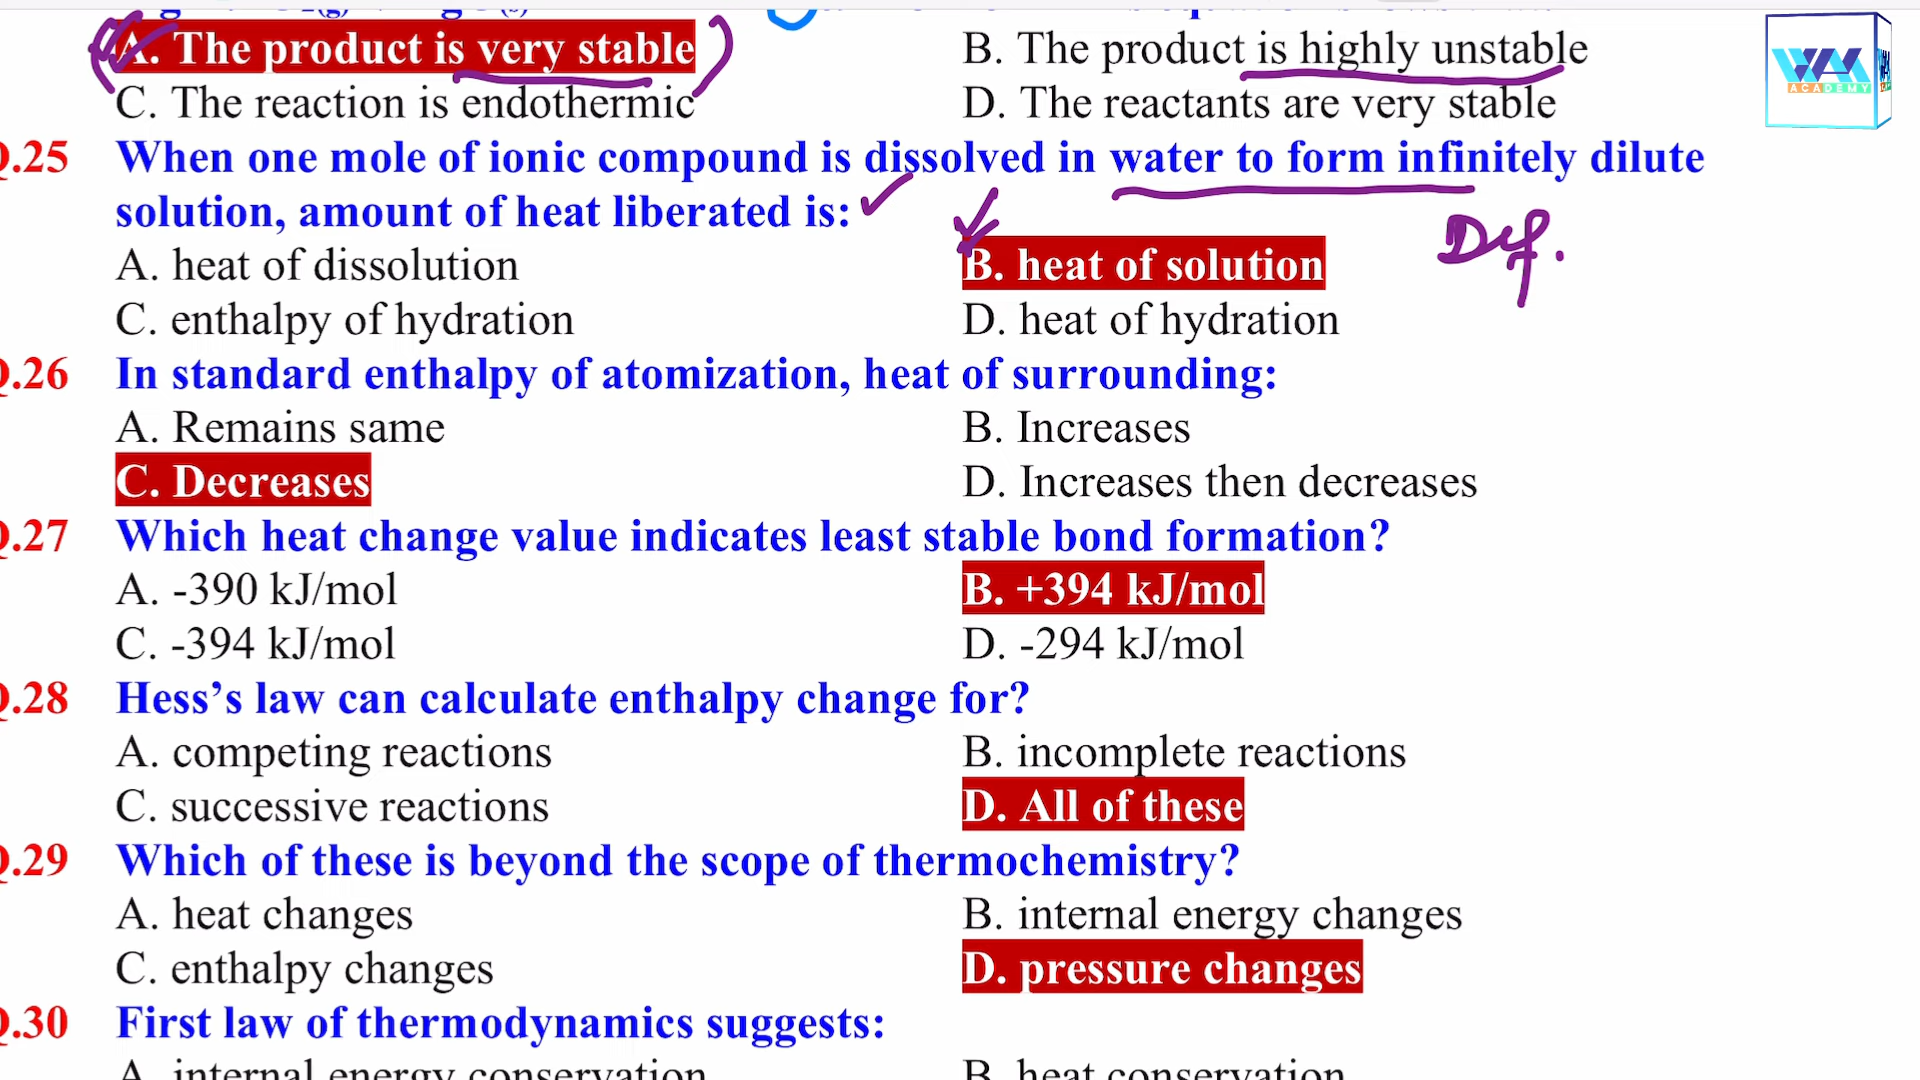 A. The product is very stable B. The product is highly unstable
C. The reaction is endothermic D. The reactants are very stable
Q.25 When one mole of ionic compound is dissolved in water to form infinitely dilute
solution, amount of heat liberated is:
A. heat of dissolution B. heat of solution
Def.
C. enthalpy of hydration D. heat of hydration
Q.26 In standard enthalpy of atomization, heat of surrounding:
A. Remains same B. Increases
C. Decreases D. Increases then decreases
Q.27 Which heat change value indicates least stable bond formation?
A. -390 kJ/mol B. +394 kJ/mol
C. -394 kJ/mol D. -294 kJ/mol
Q.28 Hess’s law can calculate enthalpy change for?
A. competing reactions B. incomplete reactions
C. successive reactions D. All of these
Q.29 Which of these is beyond the scope of thermochemistry?
A. heat changes B. internal energy changes
C. enthalpy changes D. pressure changes
Q.30 First law of thermodynamics suggests:
A. internal energy conservation B. heat conservation
WAM
ACADEMY